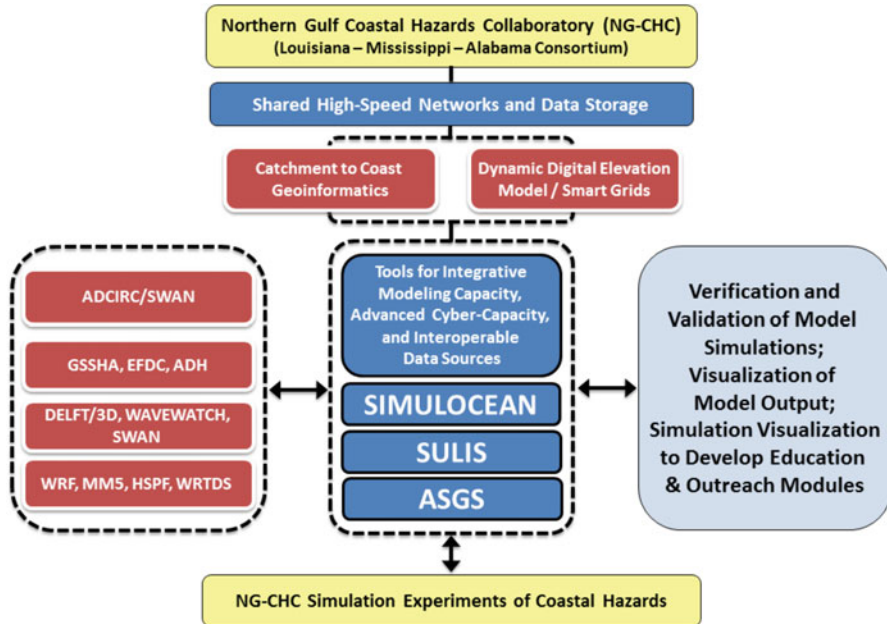 Northern Gulf Coastal Hazards Collaboratory (NG-CHC)
(Louisiana – Mississippi – Alabama Consortium)
Shared High-Speed Networks and Data Storage
Catchment to Coast
Geoinformatics
Dynamic Digital Elevation
Model / Smart Grids
ADCIRC/SWAN
GSSHA, EFDC, ADH
DELFT/3D, WAVEWATCH,
SWAN
WRF, MM5, HSPF, WRTDS
Tools for Integrative
Modeling Capacity,
Advanced Cyber-Capacity,
and Interoperable
Data Sources
SIMULOCEAN
SULIS
ASGS
Verification and
Validation of Model
Simulations;
Visualization of
Model Output;
Simulation Visualization
to Develop Education
& Outreach Modules
NG-CHC Simulation Experiments of Coastal Hazards